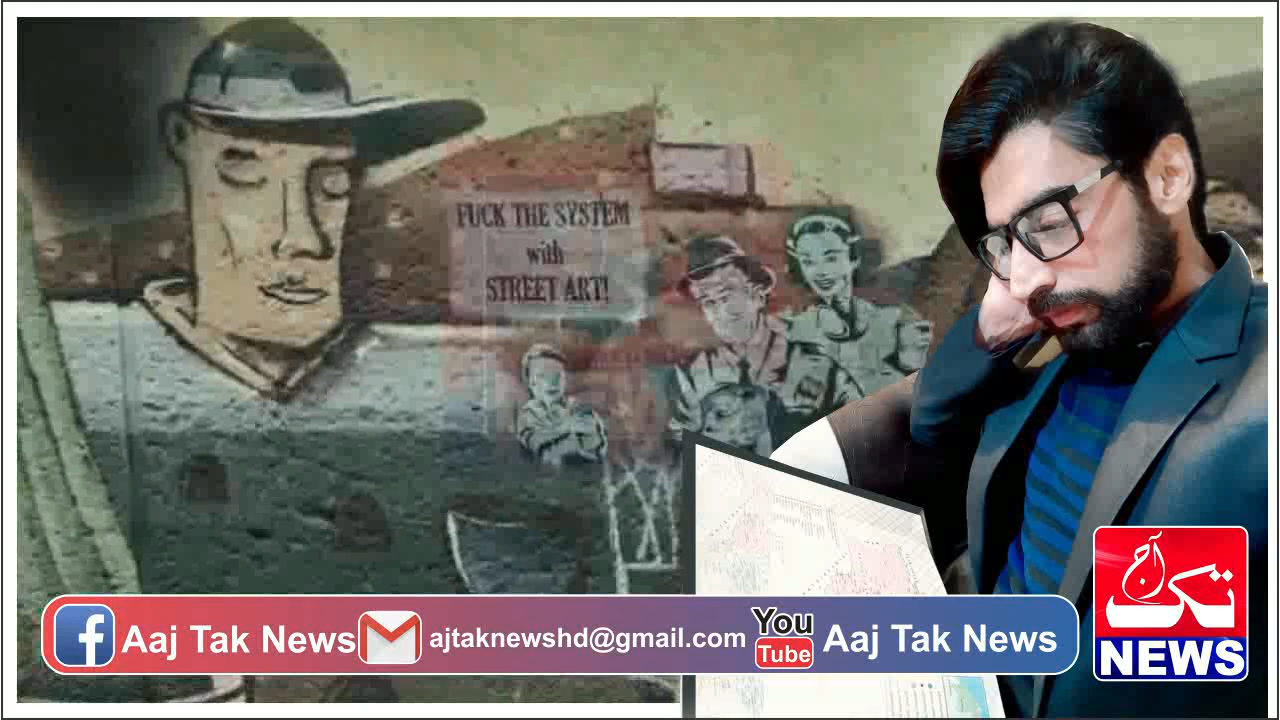 FUCK THE SYSTEM
with
STREET ART!
Aaj Tak News
ajtaknewshd@gmail.com
You
Tube
Aaj Tak News
آج تک
NEWS